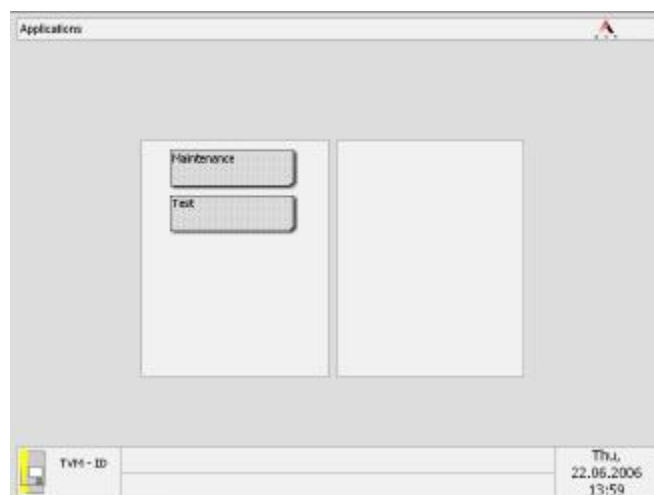 Applications
Maintenance
Test
TVM - ID
Thu,
22.06.2006
13:59